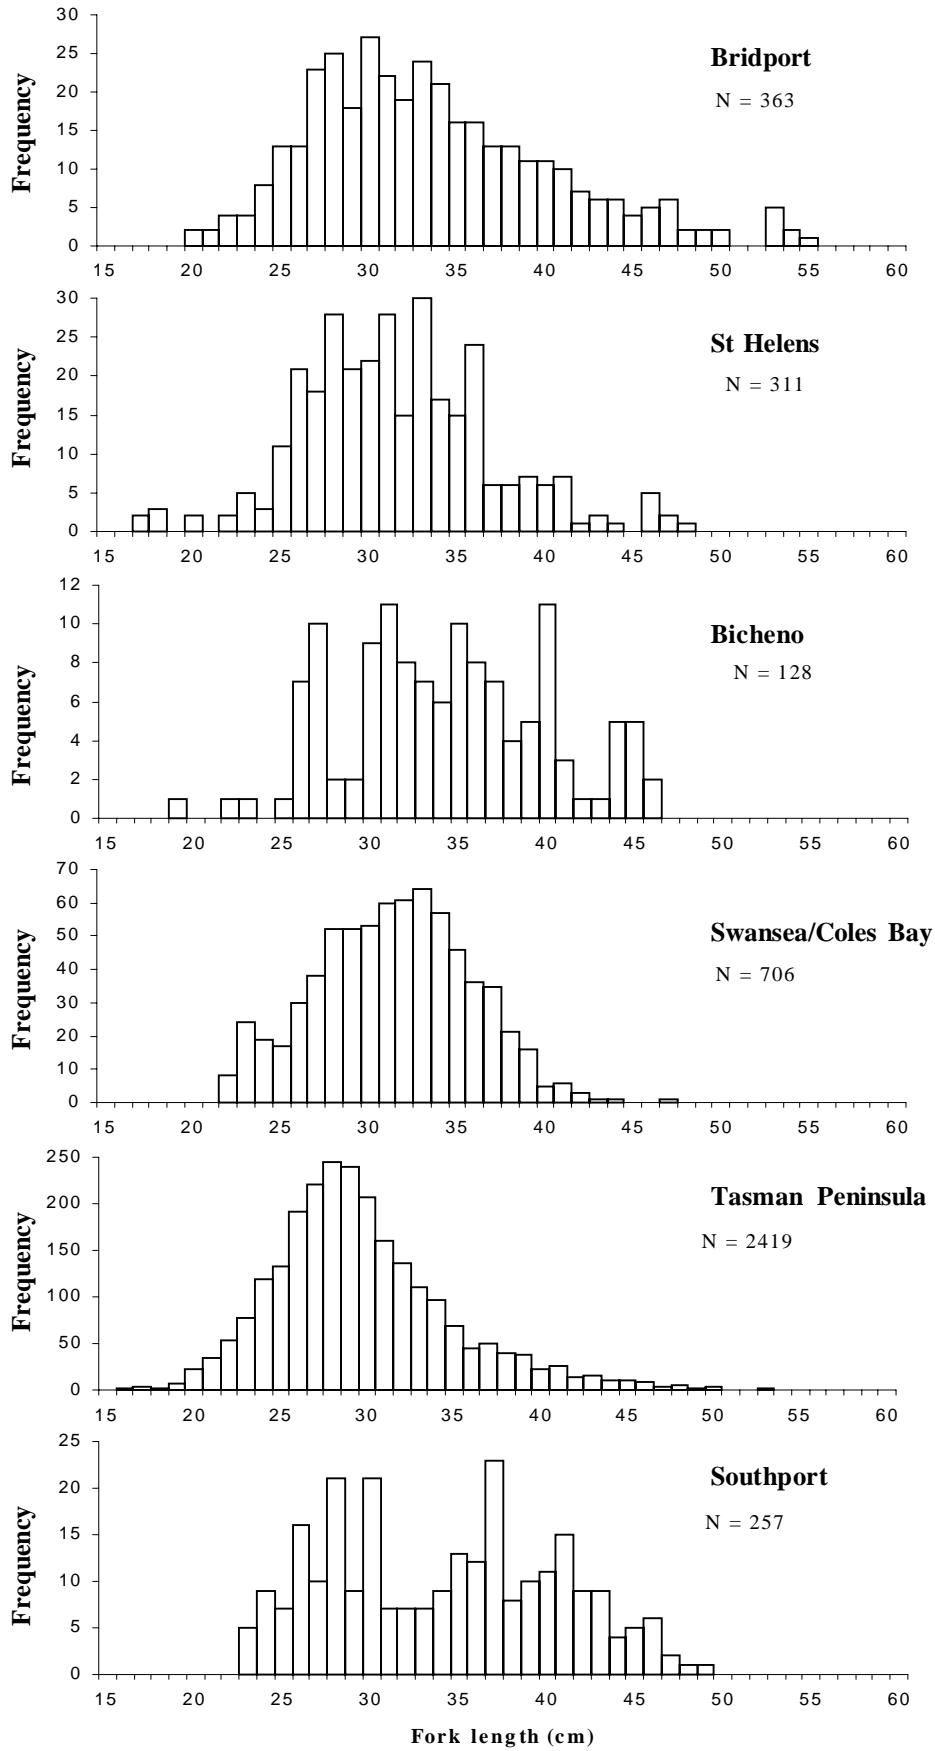 30
25
20
15
10
5
0
Frequency
Bridport
N = 363
15 20 25 30 35 40 45 50 55 60
30
25
20
15
10
5
0
Frequency
St Helens
N = 311
15 20 25 30 35 40 45 50 55 60
12
10
8
6
4
2
0
Frequency
Bicheno
N = 128
15 20 25 30 35 40 45 50 55 60
70
60
50
40
30
20
10
0
Frequency
Swansea/Coles Bay
N = 706
15 20 25 30 35 40 45 50 55 60
250
200
150
100
50
0
Frequency
Tasman Peninsula
N = 2419
15 20 25 30 35 40 45 50 55 60
25
20
15
10
5
0
Frequency
Southport
N = 257
15 20 25 30 35 40 45 50 55 60
Fork length (cm)